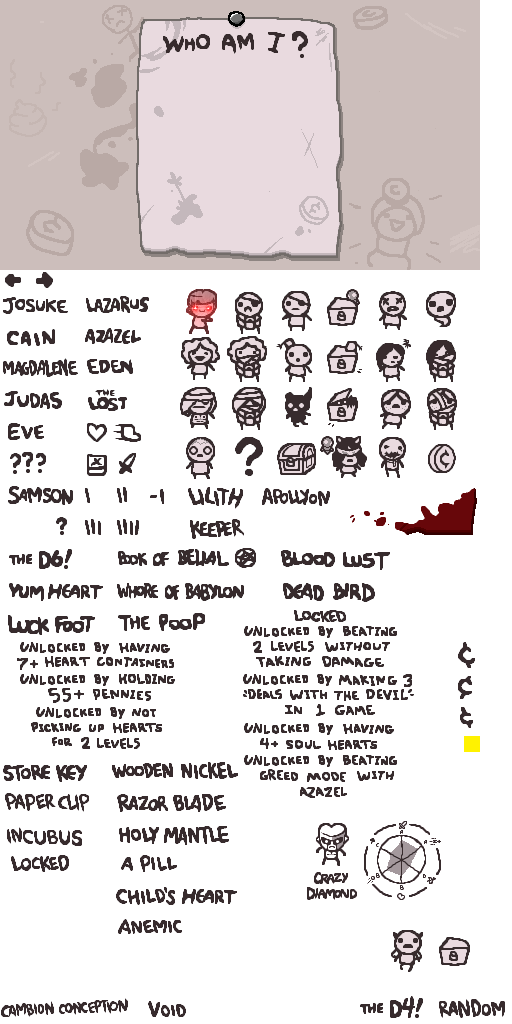 WHO AM I?
JOSUKE LAZARUS
CAIN AZAZEL
MAGDALENE EDEN
JUDAS THE LOST
EVE
???
?
SAMSON I II -I LILITH APOLLYON
? III IIII KEEPER
THE D6! BOOK OF BELIAL BLOOD LUST
YUM HEART WHORE OF BABYLON DEAD BIRD
LUCK FOOT THE POOP
LOCKED
UNLOCKED BY HAVING
7+ HEART CONTAINERS
UNLOCKED BY HOLDING
55+ PENNIES
UNLOCKED BY NOT
PICKING UP HEARTS
FOR 2 LEVELS
UNLOCKED BY BEATING
2 LEVELS WITHOUT
TAKING DAMAGE
UNLOCKED BY MAKING 3
"DEALS WITH THE DEVIL"
IN 1 GAME
UNLOCKED BY HAVING
4+ SOUL HEARTS
UNLOCKED BY BEATING
GREED MODE WITH
AZAZEL
¢
¢
¢
STORE KEY WOODEN NICKEL
PAPER CLIP RAZOR BLADE
INCUBUS HOLY MANTLE
LOCKED A PILL
CHILD'S HEART
ANEMIC
CRAZY
DIAMOND
CAMBION CONCEPTION VOID THE D4! RANDOM